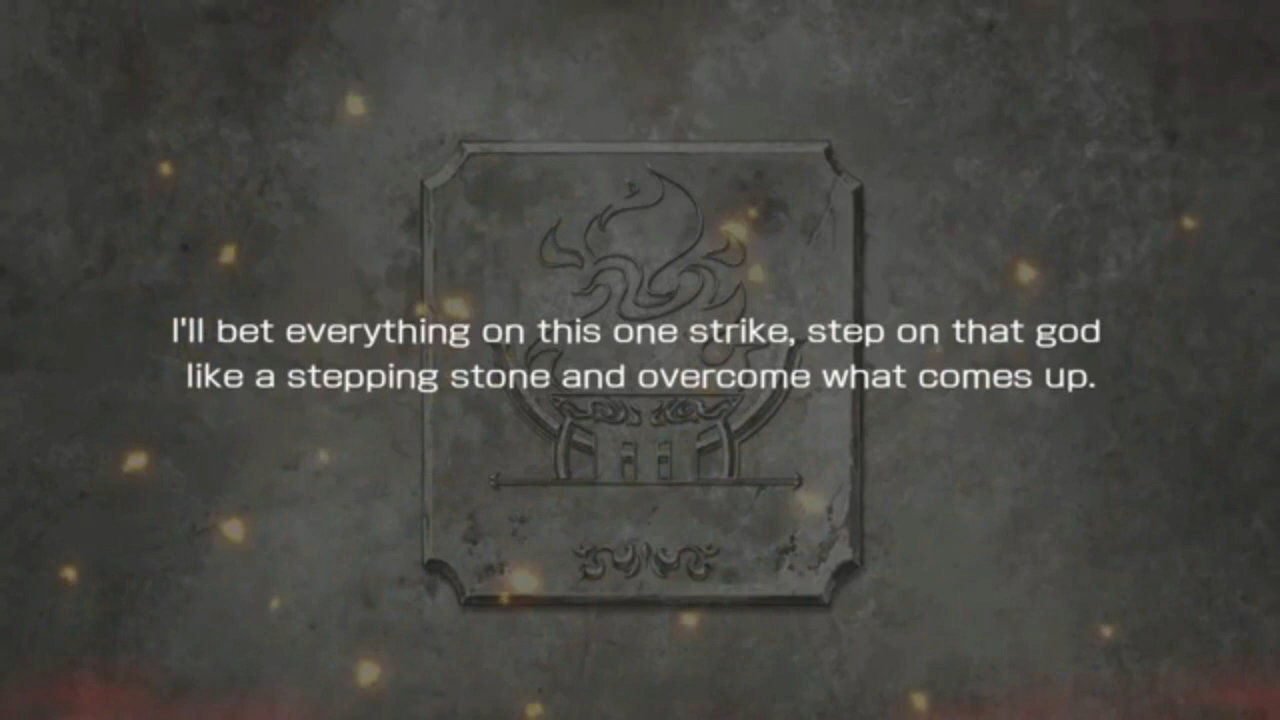 I'll bet everything on this one strike, step on that god
like a stepping stone and overcome what comes up.